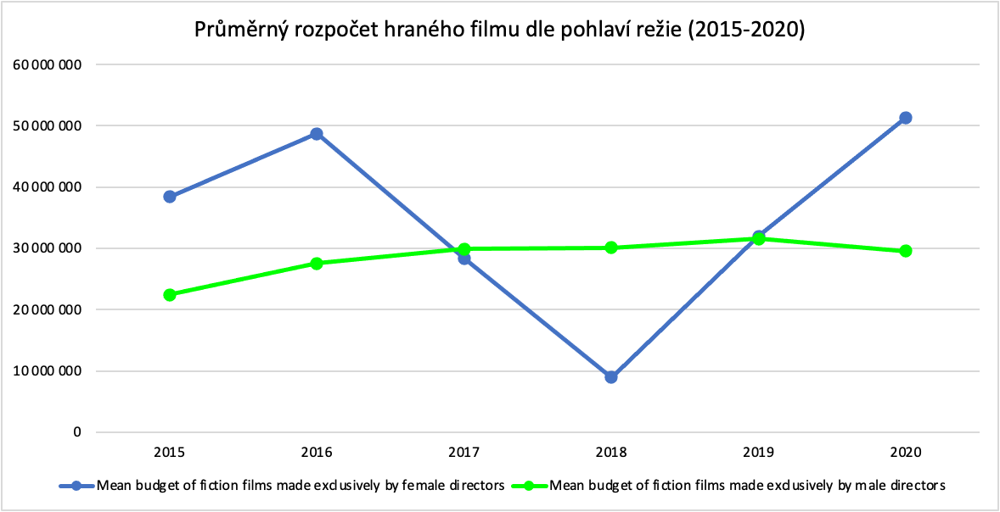 Průměrný rozpočet hraného filmu dle pohlaví režie (2015-2020)
60 000 000
50 000 000
40 000 000
30 000 000
20 000 000
10 000 000
0
2015 2016 2017 2018 2019 2020
Mean budget of fiction films made exclusively by female directors Mean budget of fiction films made exclusively by male directors